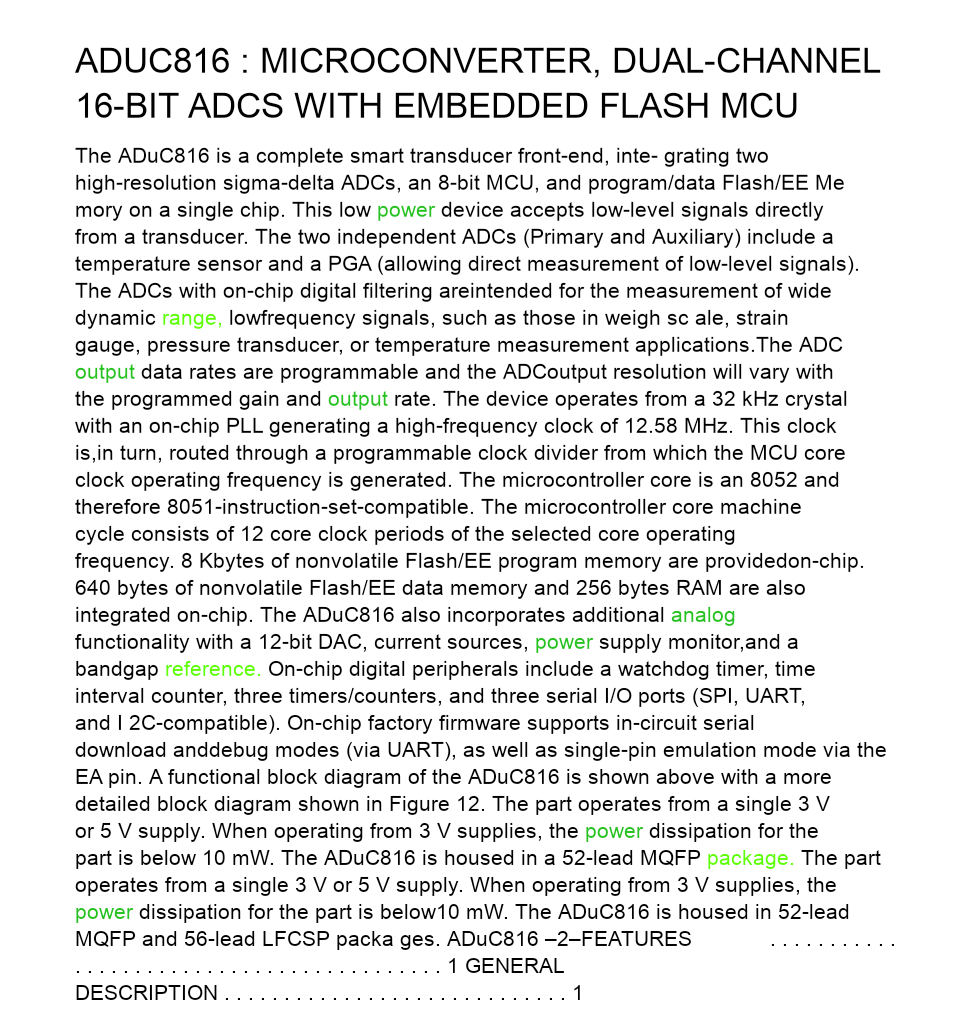 ADUC816 : MICROCONVERTER, DUAL-CHANNEL
16-BIT ADCS WITH EMBEDDED FLASH MCU
The ADuC816 is a complete smart transducer front-end, inte- grating two
high-resolution sigma-delta ADCs, an 8-bit MCU, and program/data Flash/EE Me
mory on a single chip. This low power device accepts low-level signals directly
from a transducer. The two independent ADCs (Primary and Auxiliary) include a
temperature sensor and a PGA (allowing direct measurement of low-level signals).
The ADCs with on-chip digital filtering areintended for the measurement of wide
dynamic range, lowfrequency signals, such as those in weigh sc ale, strain
gauge, pressure transducer, or temperature measurement applications.The ADC
output data rates are programmable and the ADCoutput resolution will vary with
the programmed gain and output rate. The device operates from a 32 kHz crystal
with an on-chip PLL generating a high-frequency clock of 12.58 MHz. This clock
is,in turn, routed through a programmable clock divider from which the MCU core
clock operating frequency is generated. The microcontroller core is an 8052 and
therefore 8051-instruction-set-compatible. The microcontroller core machine
cycle consists of 12 core clock periods of the selected core operating
frequency. 8 Kbytes of nonvolatile Flash/EE program memory are providedon-chip.
640 bytes of nonvolatile Flash/EE data memory and 256 bytes RAM are also
integrated on-chip. The ADuC816 also incorporates additional analog
functionality with a 12-bit DAC, current sources, power supply monitor,and a
bandgap reference. On-chip digital peripherals include a watchdog timer, time
interval counter, three timers/counters, and three serial I/O ports (SPI, UART,
and I 2C-compatible). On-chip factory firmware supports in-circuit serial
download anddebug modes (via UART), as well as single-pin emulation mode via the
EA pin. A functional block diagram of the ADuC816 is shown above with a more
detailed block diagram shown in Figure 12. The part operates from a single 3 V
or 5 V supply. When operating from 3 V supplies, the power dissipation for the
part is below 10 mW. The ADuC816 is housed in a 52-lead MQFP package. The part
operates from a single 3 V or 5 V supply. When operating from 3 V supplies, the
power dissipation for the part is below10 mW. The ADuC816 is housed in 52-lead
MQFP and 56-lead LFCSP packa ges. ADuC816 –2–FEATURES . . . . . . . . . . .
. . . . . . . . . . . . . . . . . . . . . . . . . . . . . . . 1 GENERAL
DESCRIPTION . . . . . . . . . . . . . . . . . . . . . . . . . . . . . 1